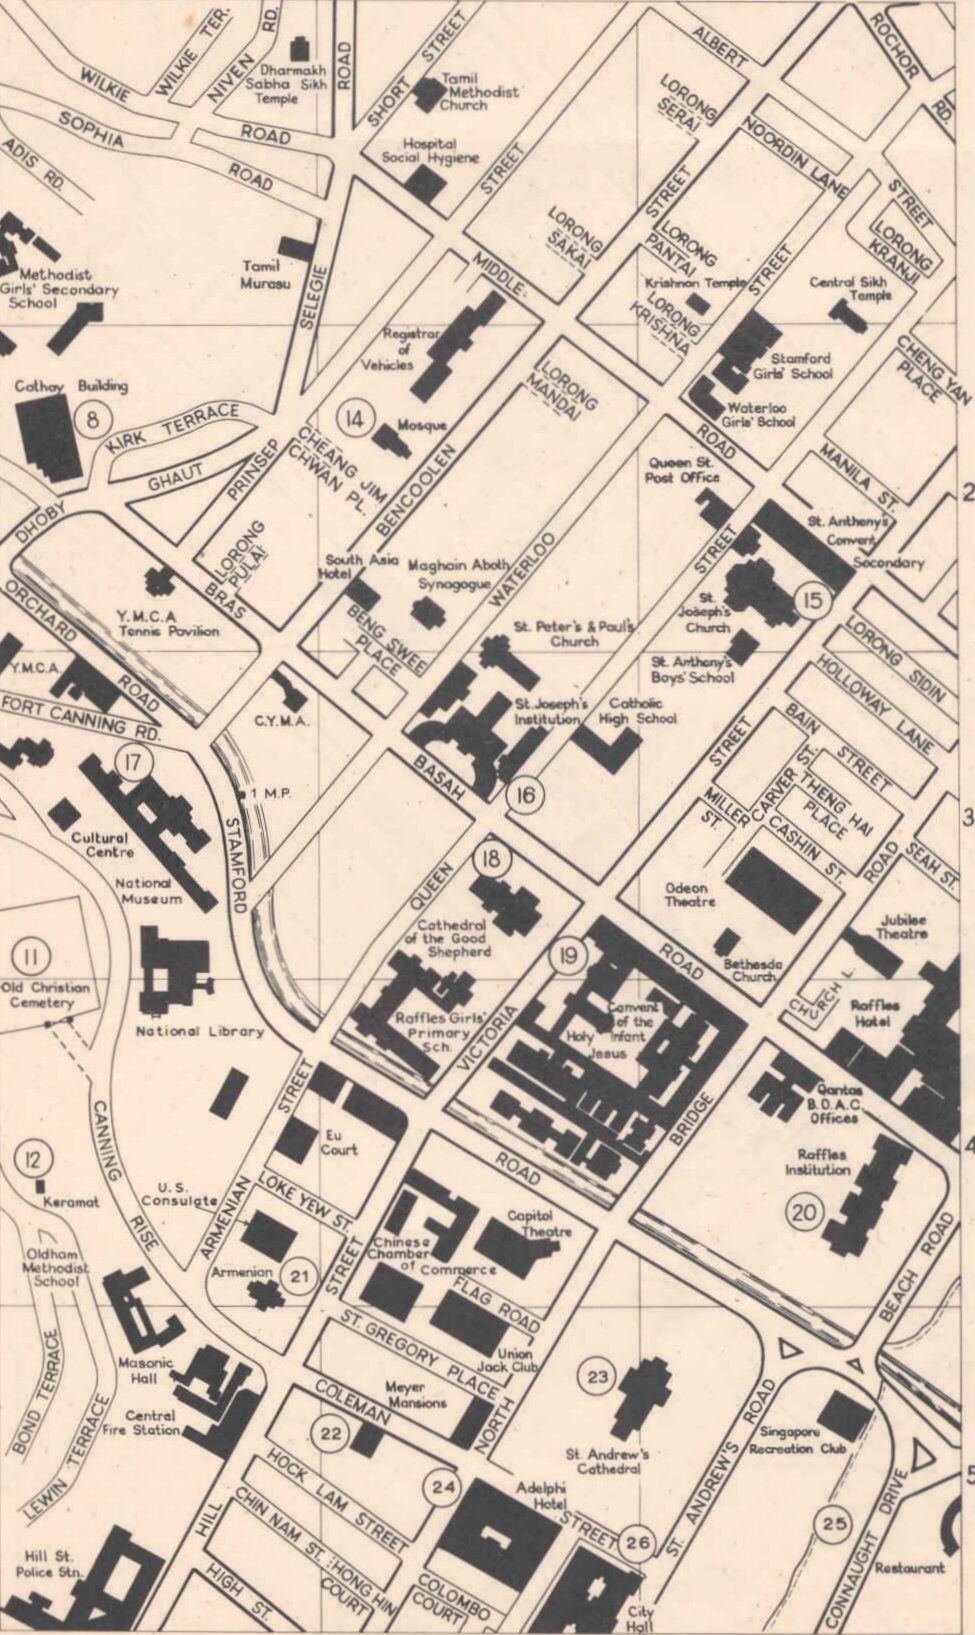 WILKIE
WILKIE TER.
NIVEN RD.
ROAD
Dharmakh
Sabha Sikh
Temple
SHORT STREET
Tamil
Methodist
Church
ALBERT
ROCHOR
RD.
SOPHIA
ROAD
ROAD
ADIS RD.
Hospital
Social Hygiene
STREET
LORONG
SERAI
NOORDIN LANE
STREET
STREET
LORONG
KRANJI
Methodist
Girls' Secondary
School
Tamil
Murasu
SELEGIE
MIDDLE
LORONG
SAKAI
LORONG
PANTAI
Krishnan Temple
LORONG
KRISHNA
STREET
Central Sikh
Temple
Registrar
of
Vehicles
Stamford
Girls' School
CHENG YAN
PLACE
Cathay Building
8
KIRK TERRACE
GHAUT
PRINSEP
14
Mosque
CHEANG JIM
CHWAN PL.
BENCOOLEN
LORONG
MANDAI
Waterloo
Girls' School
ROAD
Queen St.
Post Office
MANILA ST.
2
DHOBY
LORONG
PULAI
BRAS
South Asia
Hotel
Maghain Aboth
Synagogue
WATERLOO
STREET
St. Anthony's
Convent
Secondary
St.
Joseph's
Church
15
ORCHARD
ROAD
Y.M.C.A
Tennis Pavilion
Y.M.C.A.
BENG SWEE
PLACE
St. Peter's & Paul's
Church
St. Anthony's
Boys' School
LORONG SIDIN
HOLLOWAY LANE
FORT CANNING RD.
C.Y.M.A.
St. Joseph's
Institution
Catholic
High School
STREET
BAIN STREET
17
1 M.P.
BASAH
16
MILLER
ST.
CARVER ST.
THENG HAI
PLACE
CASHIN ST.
3
Cultural
Centre
STAMFORD
National
Museum
QUEEN
18
Odeon
Theatre
ROAD
SEAH ST.
Cathedral
of the Good
Shepherd
Jubilee
Theatre
11
Old Christian
Cemetery
19
ROAD
Bethesda
Church
CHURCH L.
Raffles
Hotel
National Library
Raffles Girls'
Primary
Sch.
VICTORIA
Convent
of the
Holy Infant
Jesus
CANNING
RISE
STREET
BRIDGE
Qantas
B.O.A.C.
Offices
4
12
Keramat
Eu
Court
ROAD
Raffles
Institution
20
U.S.
Consulate
ARMENIAN
LOKE YEW ST.
Capitol
Theatre
Chinese
Chamber
of Commerce
BEACH ROAD
Oldham
Methodist
School
Armenian
21
STREET
FLAG ROAD
ST. GREGORY PLACE
Union
Jack Club
Masonic
Hall
BOND TERRACE
LEWIN TERRACE
Central
Fire Station
COLEMAN
Meyer
Mansions
NORTH
22
23
St. Andrew's
Cathedral
Singapore
Recreation Club
ST. ANDREW'S ROAD
HOCK LAM STREET
24
Adelphi
Hotel
STREET
5
HILL
CHIN NAM ST.
HONG HIN
COURT
26
25
CONNAUGHT DRIVE
Hill St.
Police Stn.
HIGH ST.
COLOMBO
COURT
City
Hall
Restaurant